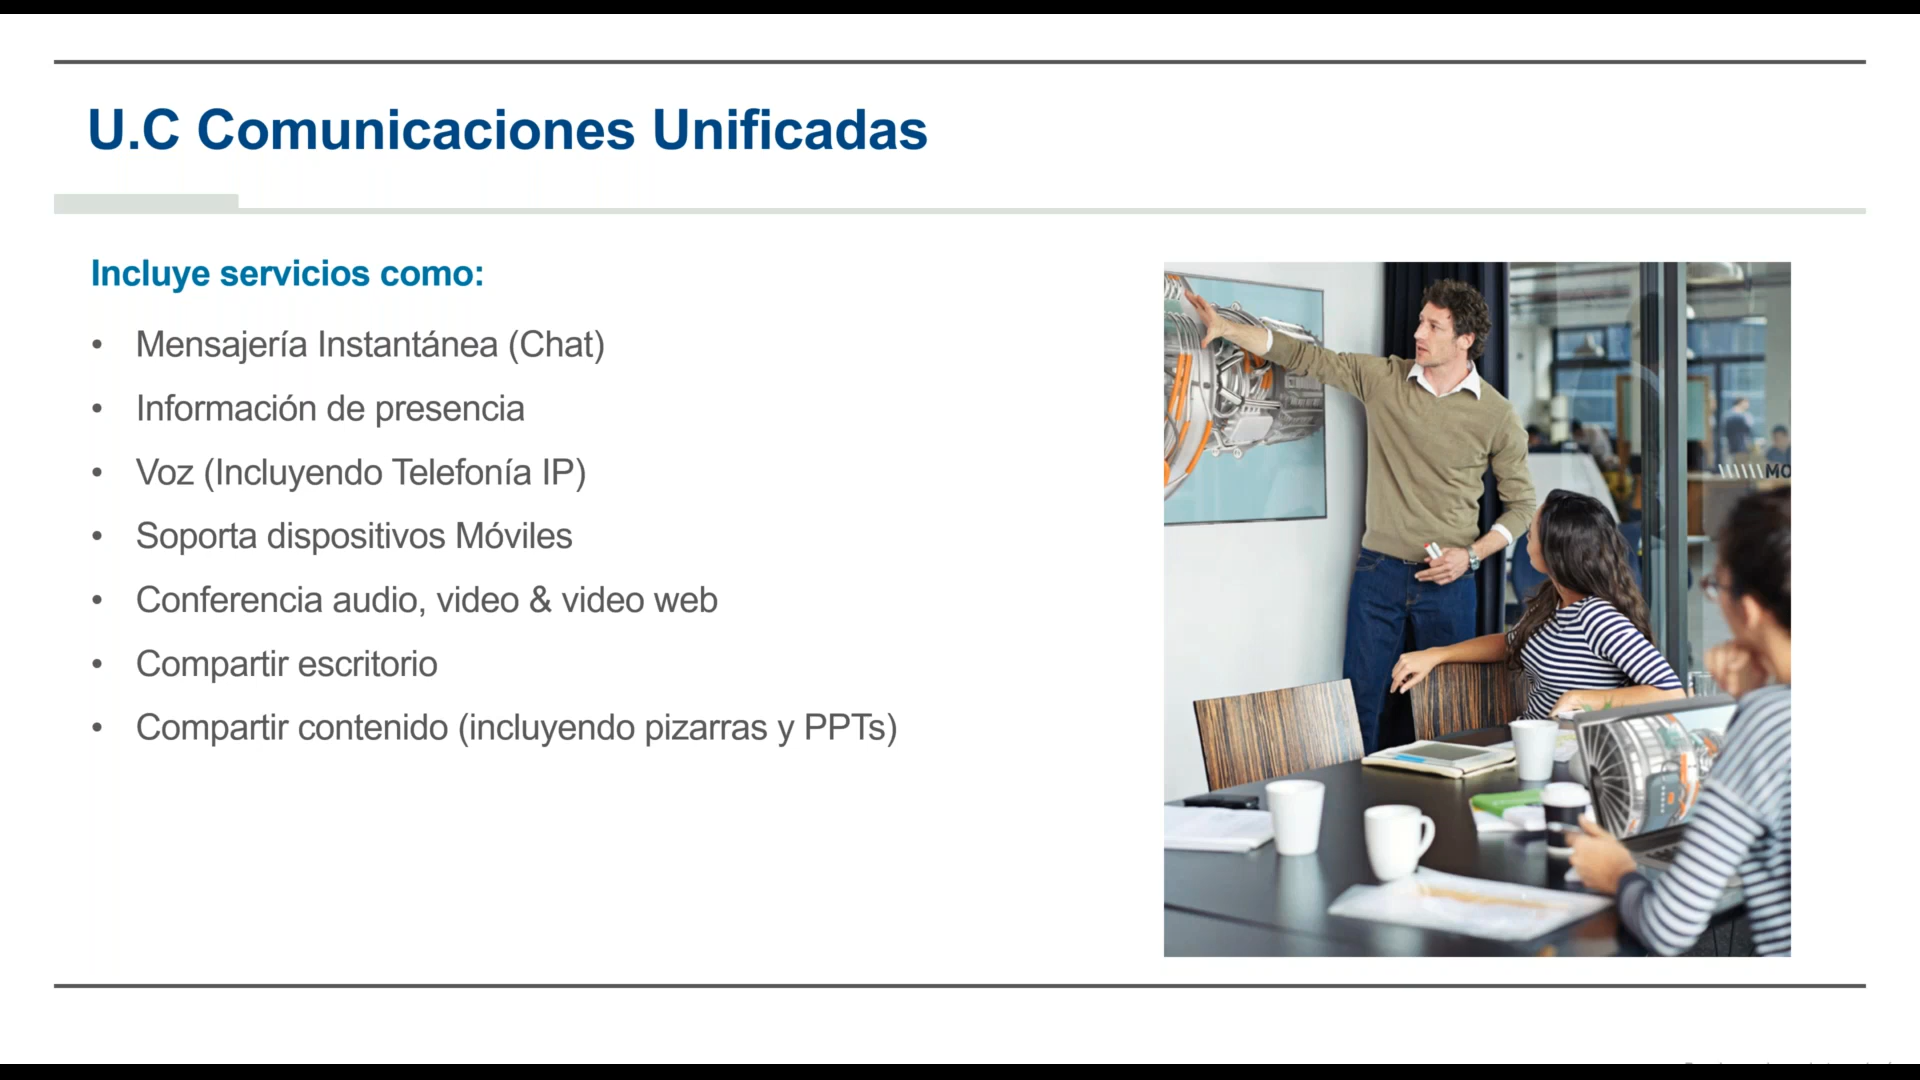 U.C Comunicaciones Unificadas
Incluye servicios como:
• Mensajería Instantánea (Chat)
• Información de presencia
• Voz (Incluyendo Telefonía IP)
• Soporta dispositivos Móviles
• Conferencia audio, video & video web
• Compartir escritorio
• Compartir contenido (incluyendo pizarras y PPTs)